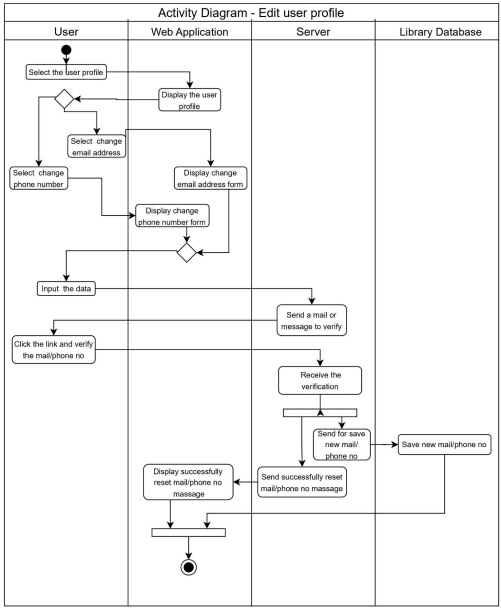 Activity Diagram - Edit user profile
User
Web Application
Server
Library Database
Select the user profile
Display the user
profile
Select change
email address
Select change
phone number
Display change
email address form
Display change
phone number form
Input the data
Send a mail or
message to verify
Click the link and verify
the mail/phone no
Receive the
verification
Send for save
new mail/
phone no
Save new mail/phone no
Display successfully
reset mail/phone no
massage
Send successfully reset
mail/phone no massage